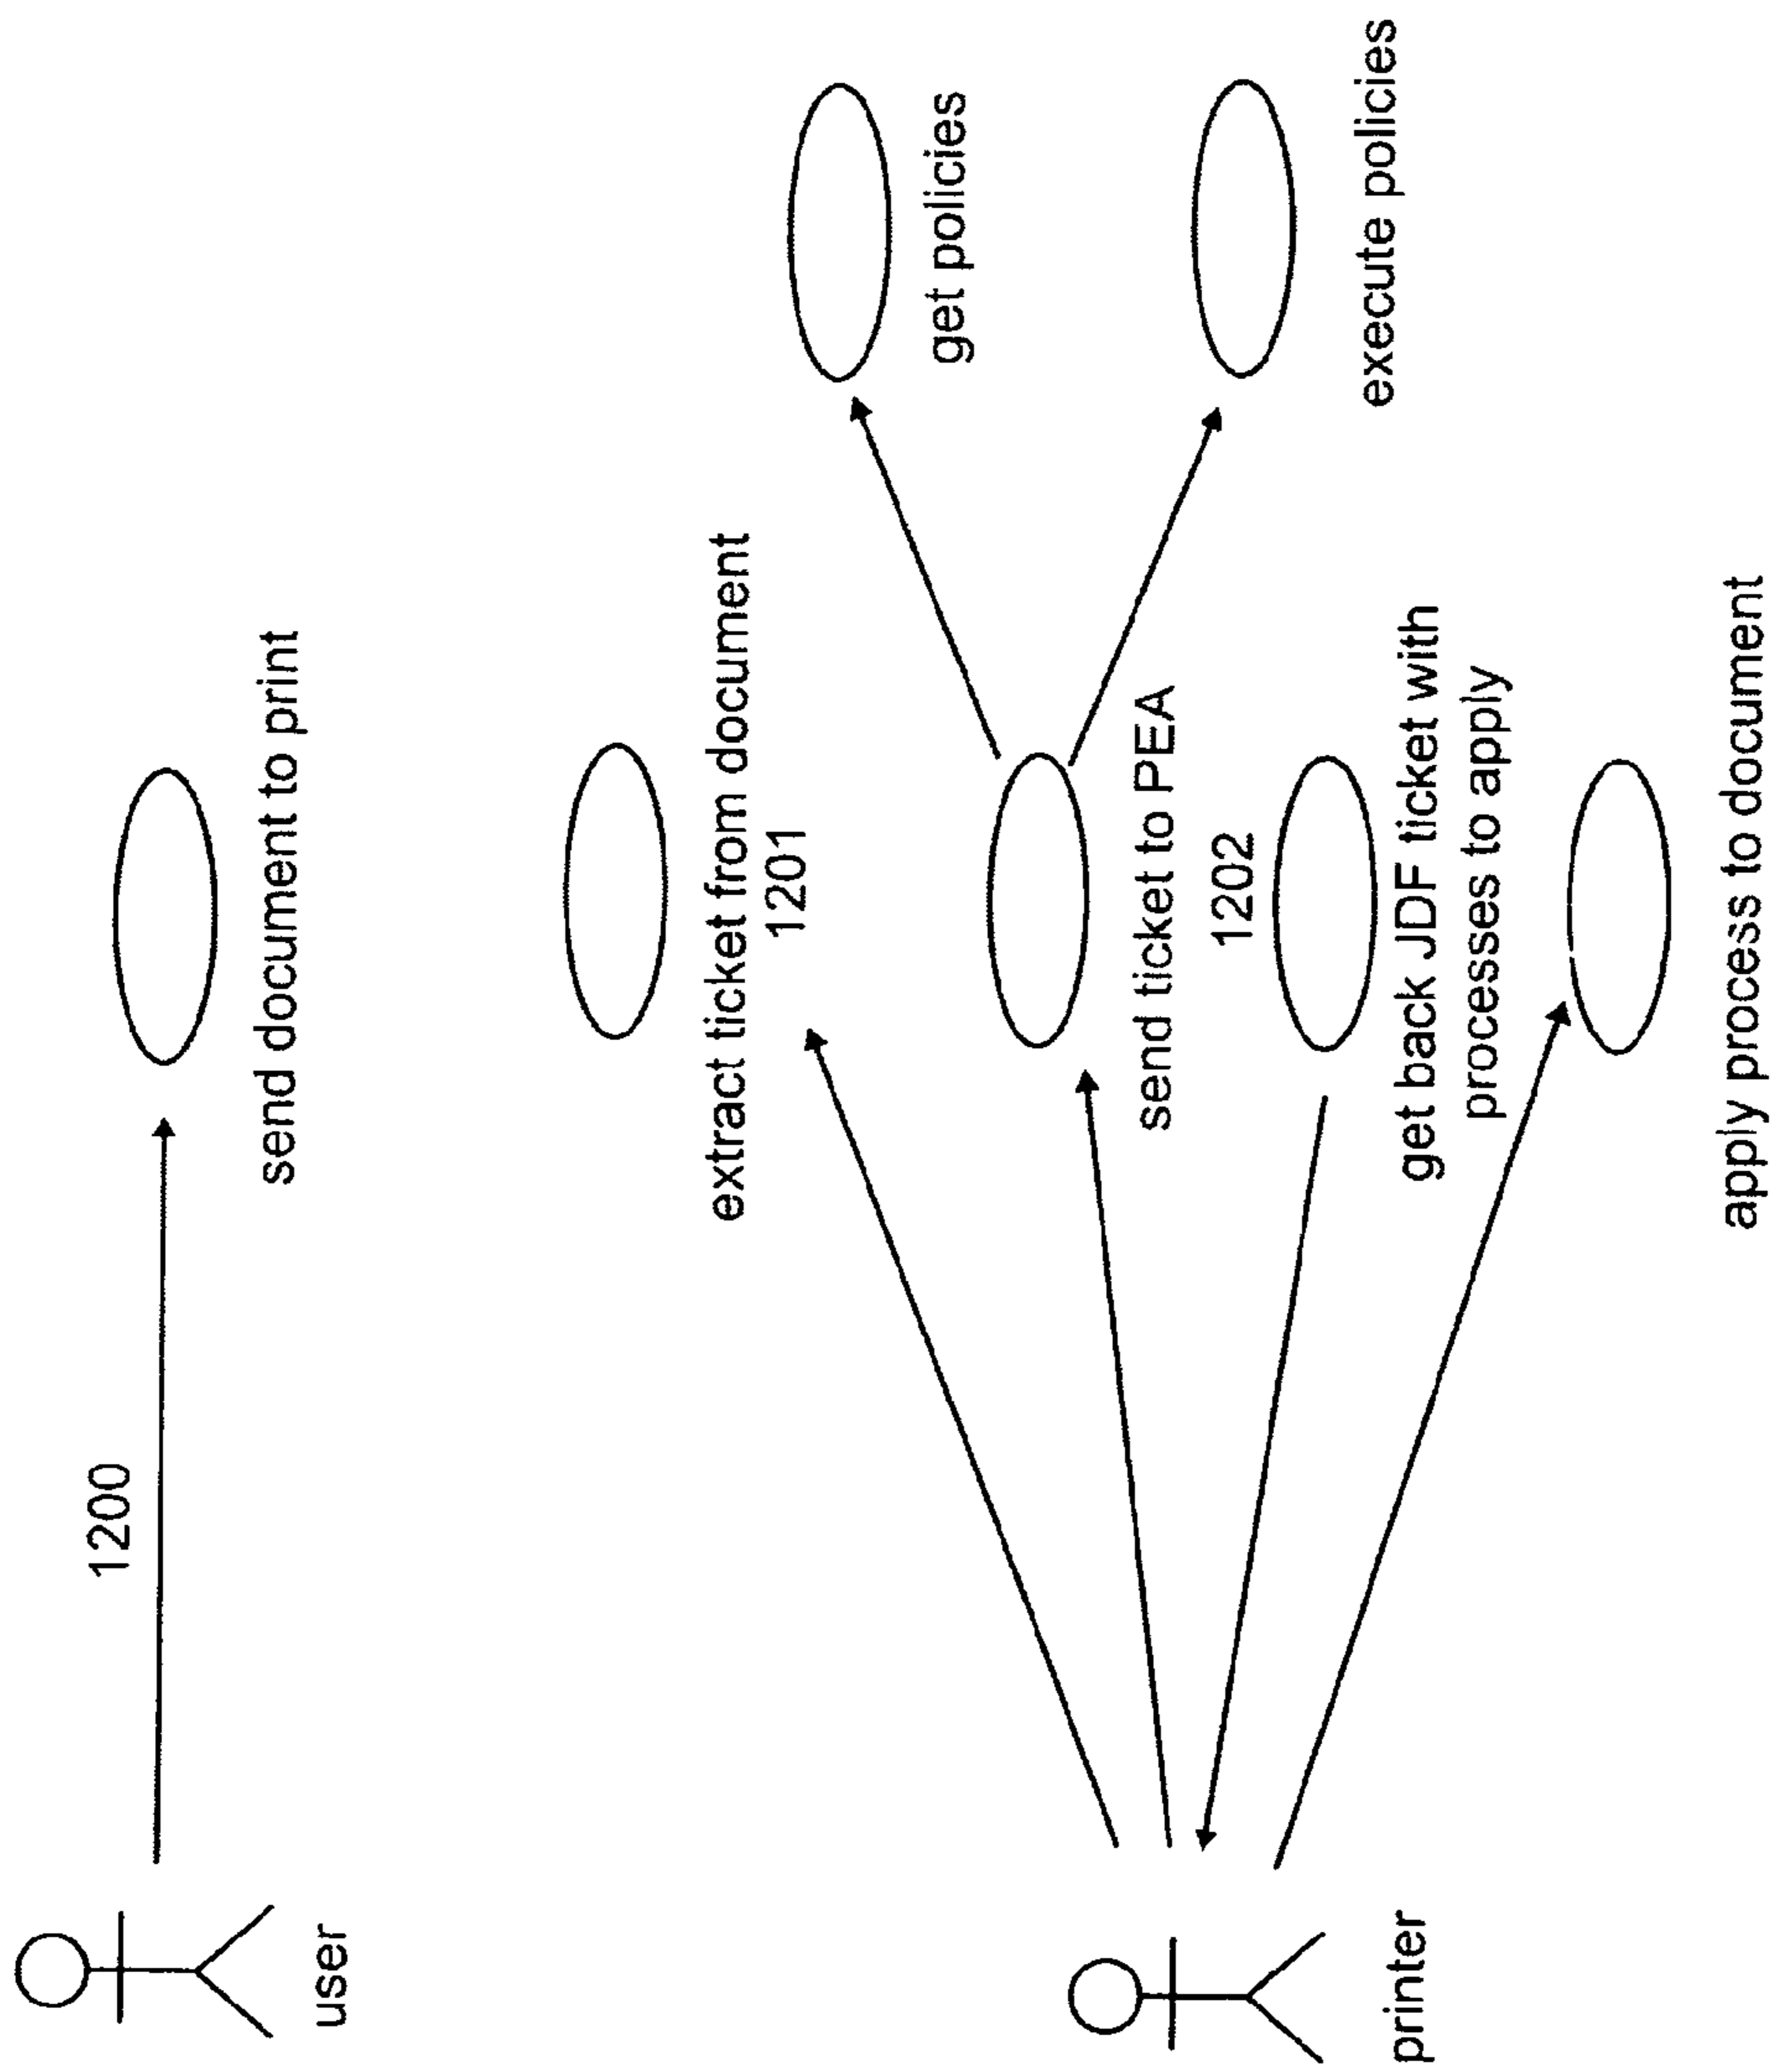 1200
user
send document to print
extract ticket from document
1201
get policies
send ticket to PEA
1202
execute policies
get back JDF ticket with
processes to apply
printer
apply process to document